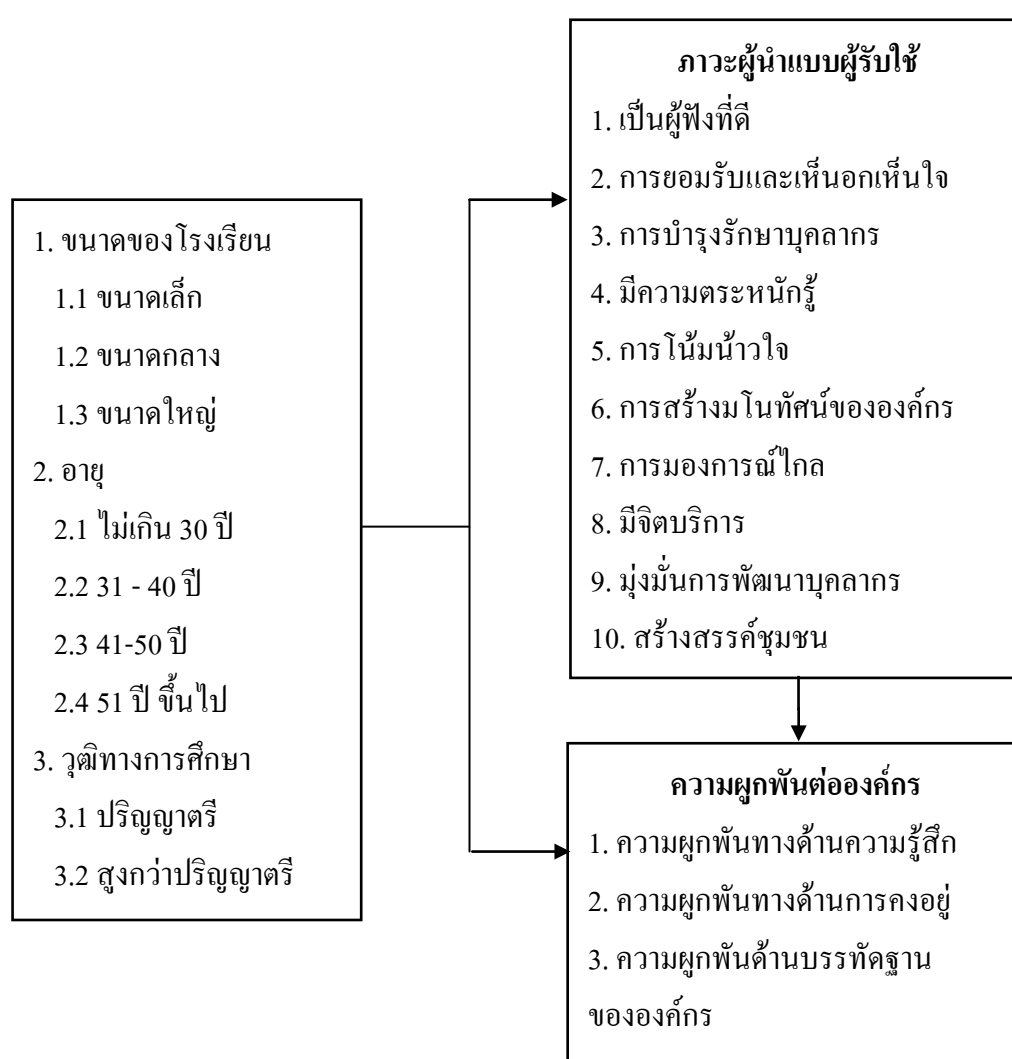 1. ขนาดของโรงเรียน
1.1 ขนาดเล็ก
1.2 ขนาดกลาง
1.3 ขนาดใหญ่
2. อายุ
2.1 ไม่เกิน 30 ปี
2.2 31 - 40 ปี
2.3 41-50 ปี
2.4 51 ปี ขึ้นไป
3. วุฒิทางการศึกษา
3.1 ปริญญาตรี
3.2 สูงกว่าปริญญาตรี
ภาวะผู้นำแบบผู้รับใช้
1. เป็นผู้ฟังที่ดี
2. การยอมรับและเห็นอกเห็นใจ
3. การบำรุงรักษาบุคลากร
4. มีความตระหนักรู้
5. การโน้มน้าวใจ
6. การสร้างมโนทัศน์ขององค์กร
7. การมองการณ์ไกล
8. มีจิตบริการ
9. มุ่งมั่นการพัฒนาบุคลากร
10. สร้างสรรค์ชุมชน
ความผูกพันต่อองค์กร
1. ความผูกพันทางด้านความรู้สึก
2. ความผูกพันทางด้านการคงอยู่
3. ความผูกพันด้านบรรทัดฐาน
ขององค์กร